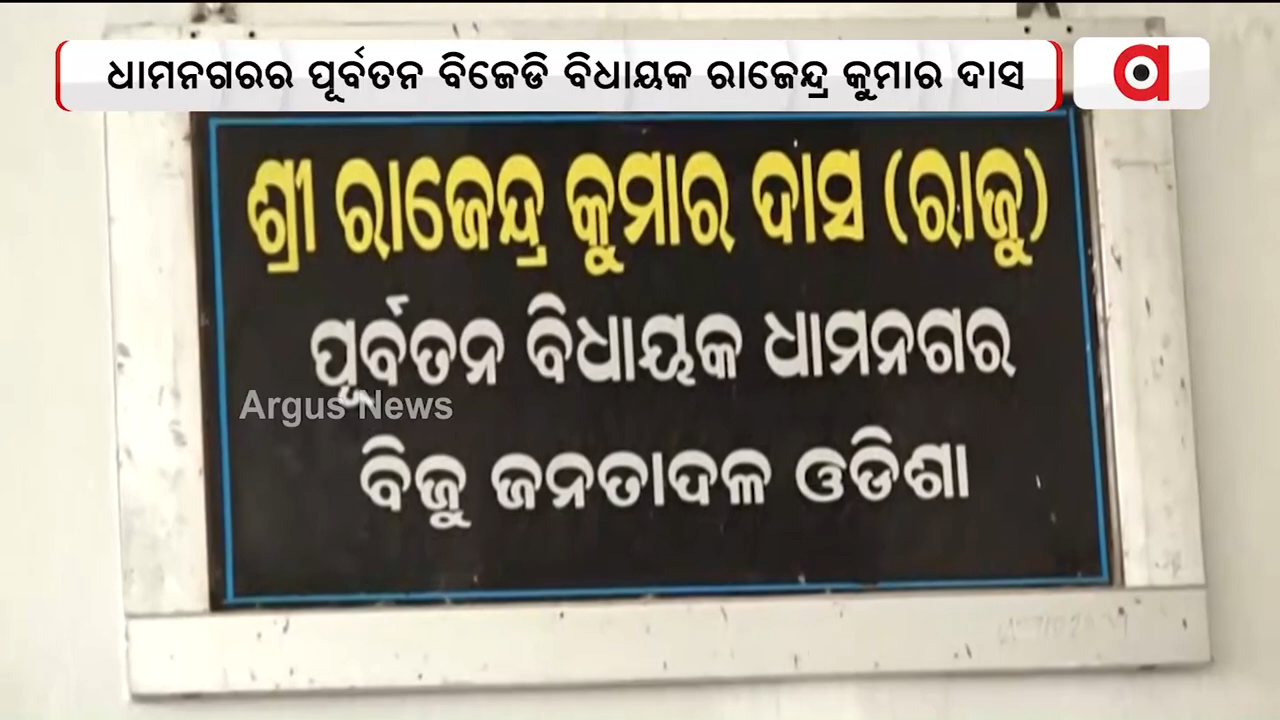 ଧାମନଗରର ପୂର୍ବତନ ବିଜେଡି ବିଧାୟକ ରାଜେନ୍ଦ୍ର କୁମାର ଦାସ
ଶ୍ରୀ ରାଜେନ୍ଦ୍ର କୁମାର ଦାସ (ରାଜୁ)
ପୂର୍ବତନ ବିଧାୟକ ଧାମନଗର
Argus News
ବିଜୁ ଜନତାଦଳ ଓଡିଶା